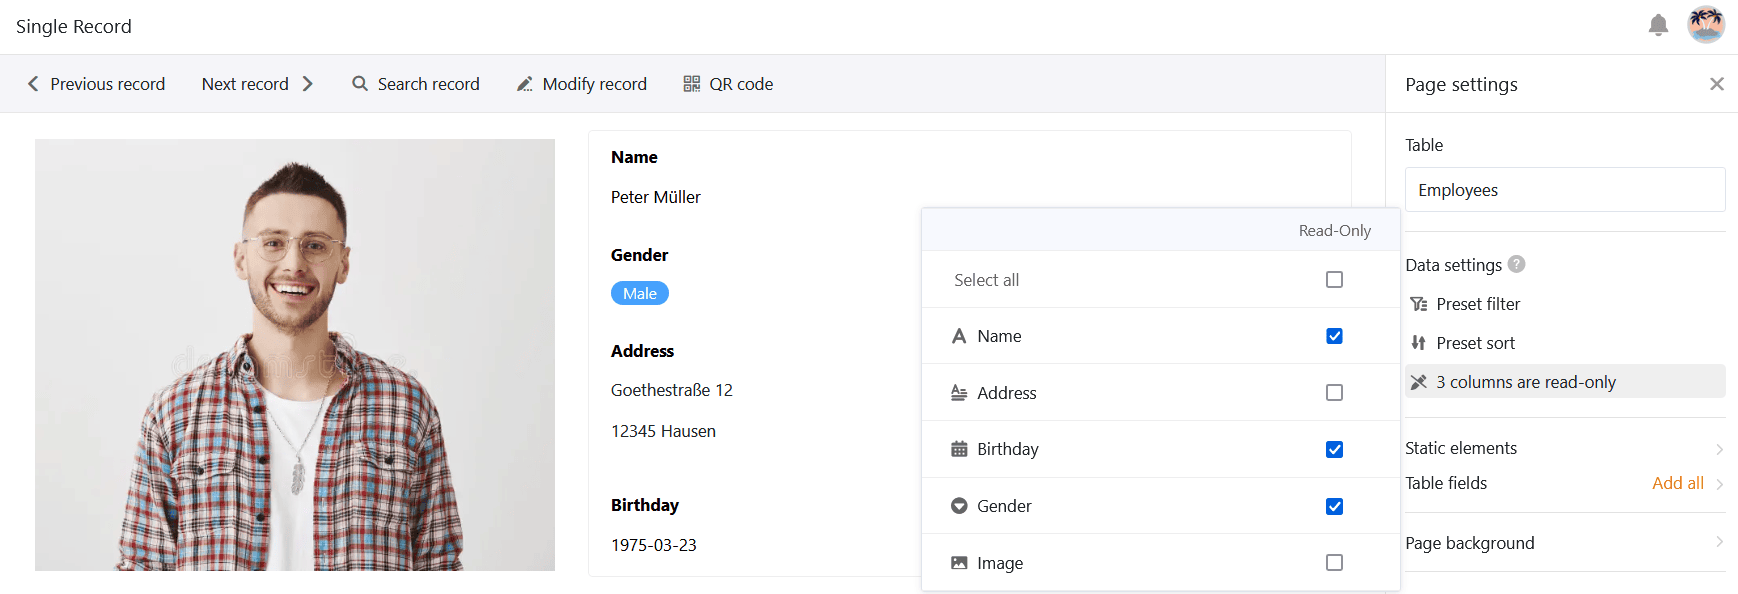 Single Record
Previous record
Next record
Search record
Modify record
QR code
Name
Peter Müller
Gender
Male
Address
Goethestraße 12
12345 Hausen
Birthday
1975-03-23
Read-Only
Select all
Name
Address
Birthday
Gender
Image
Page settings
Table
Employees
Data settings
Preset filter
Preset sort
3 columns are read-only
Static elements
Table fields Add all
Page background